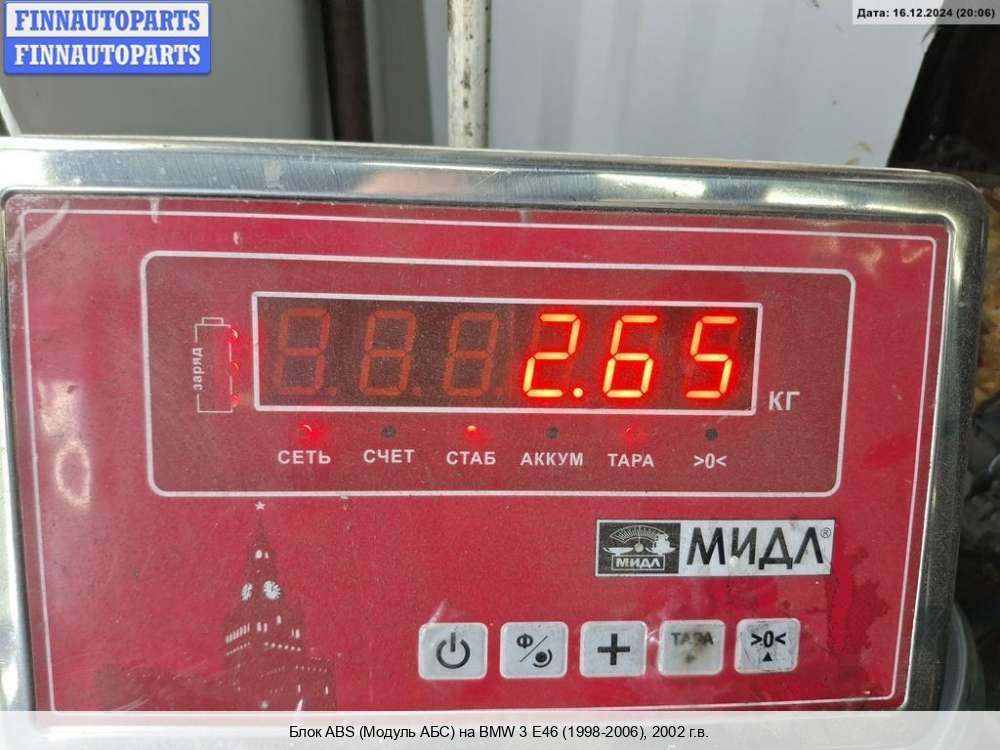 FINNAUTOPARTS
FINNAUTOPARTS
Дата: 16.12.2024 (20:06)
заряд
2.65
КГ
СЕТЬ СЧЕТ СТАБ АККУМ ТАРА >0<
МИДЛ МИДЛ®
Ф ТАРА >0<
Блок ABS (Модуль АБС) на BMW 3 E46 (1998-2006), 2002 г.в.